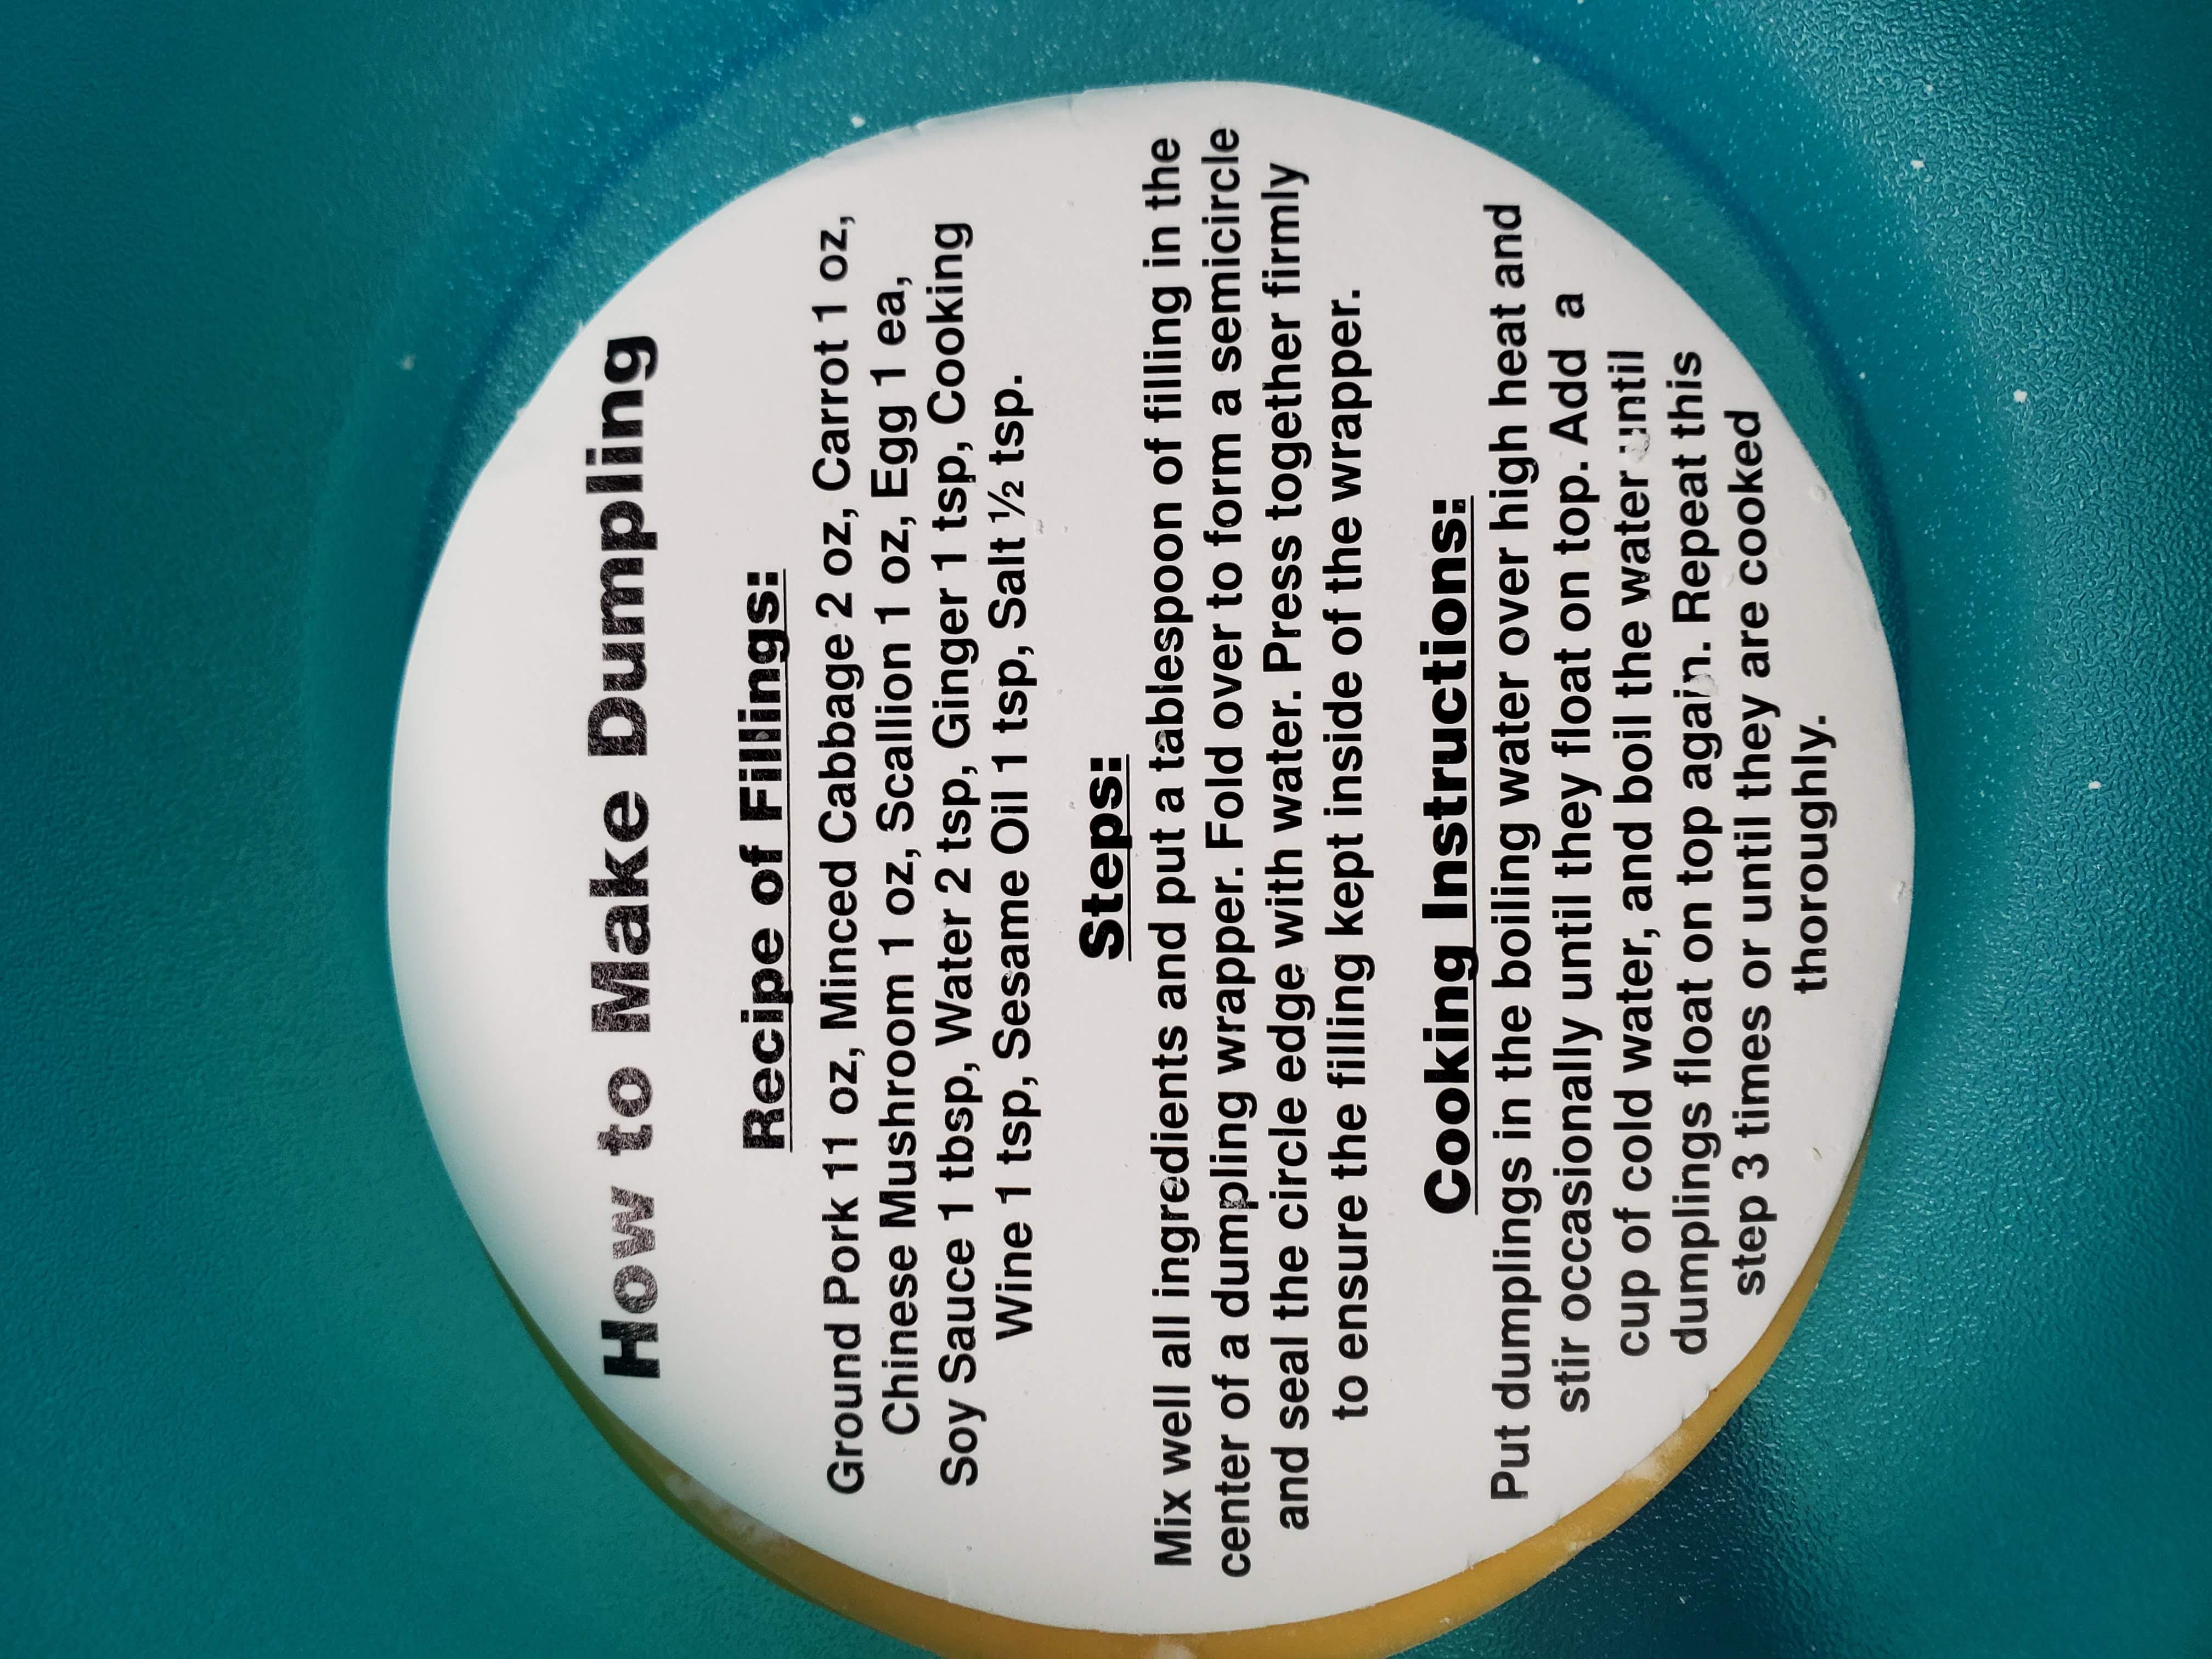 How to Make Dumpling
Recipe of Fillings:
Ground Pork 11 oz, Minced Cabbage 2 oz, Carrot 1 oz,
Chinese Mushroom 1 oz, Scallion 1 oz, Egg 1 ea,
Soy Sauce 1 tbsp, Water 2 tsp, Ginger 1 tsp, Cooking
Wine 1 tsp, Sesame Oil 1 tsp, Salt ½ tsp.
Steps:
Mix well all ingredients and put a tablespoon of filling in the
center of a dumpling wrapper. Fold over to form a semicircle
and seal the circle edge with water. Press together firmly
to ensure the filling kept inside of the wrapper.
Cooking Instructions:
Put dumplings in the boiling water over high heat and
stir occasionally until they float on top. Add a
cup of cold water, and boil the water until
dumplings float on top again. Repeat this
step 3 times or until they are cooked
thoroughly.